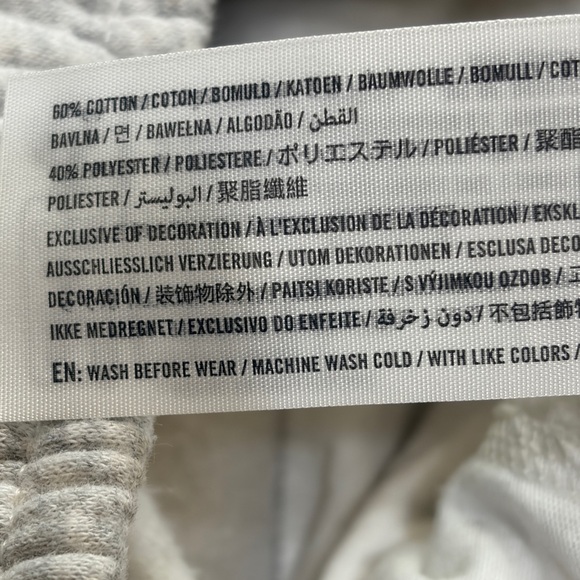 60% COTTON / COTON / BOMULD / KATOEN / BAUMWOLLE / BOMULL / COT
BAVLNA / 면 / BAWEŁNA / ALGODÃO / القطن
40% POLYESTER / POLIESTERE / ポリエステル / POLIÉSTER / 聚酯
POLIESTER / البوليستر / 聚脂纖維
EXCLUSIVE OF DECORATION / À L'EXCLUSION DE LA DÉCORATION / EKSKL
AUSSCHLIESSLICH VERZIERUNG / UTOM DEKORATIONEN / ESCLUSA DECO
DECORACIÓN / 装飾物除外 / PAITSI KORISTE / S VÝJIMKOU OZDOB /
IKKE MEDREGNET / EXCLUSIVO DO ENFEITE / دون زخرفة / 不包括飾物
EN: WASH BEFORE WEAR / MACHINE WASH COLD / WITH LIKE COLORS /